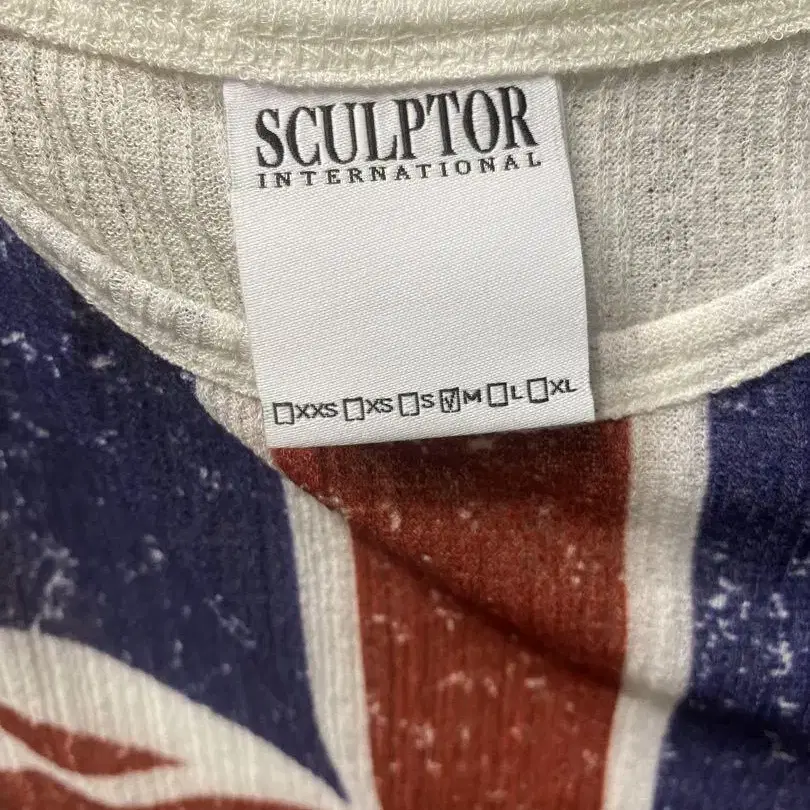 SCULPTOR
INTERNATIONAL
☐XXS ☐XS ☐S ☑M ☐L ☐XL